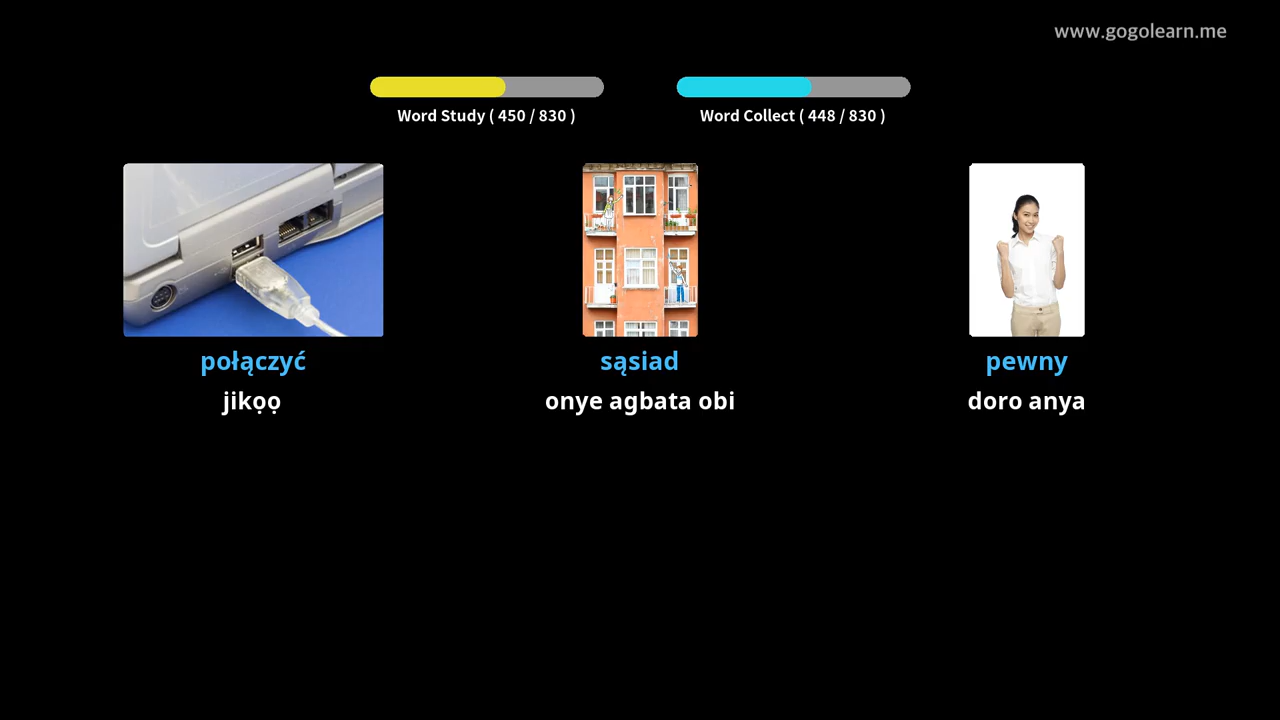 www.gogolearn.me
Word Study ( 450 / 830 )
Word Collect ( 448 / 830 )
połączyć
jikọọ
sąsiad
onye agbata obi
pewny
doro anya